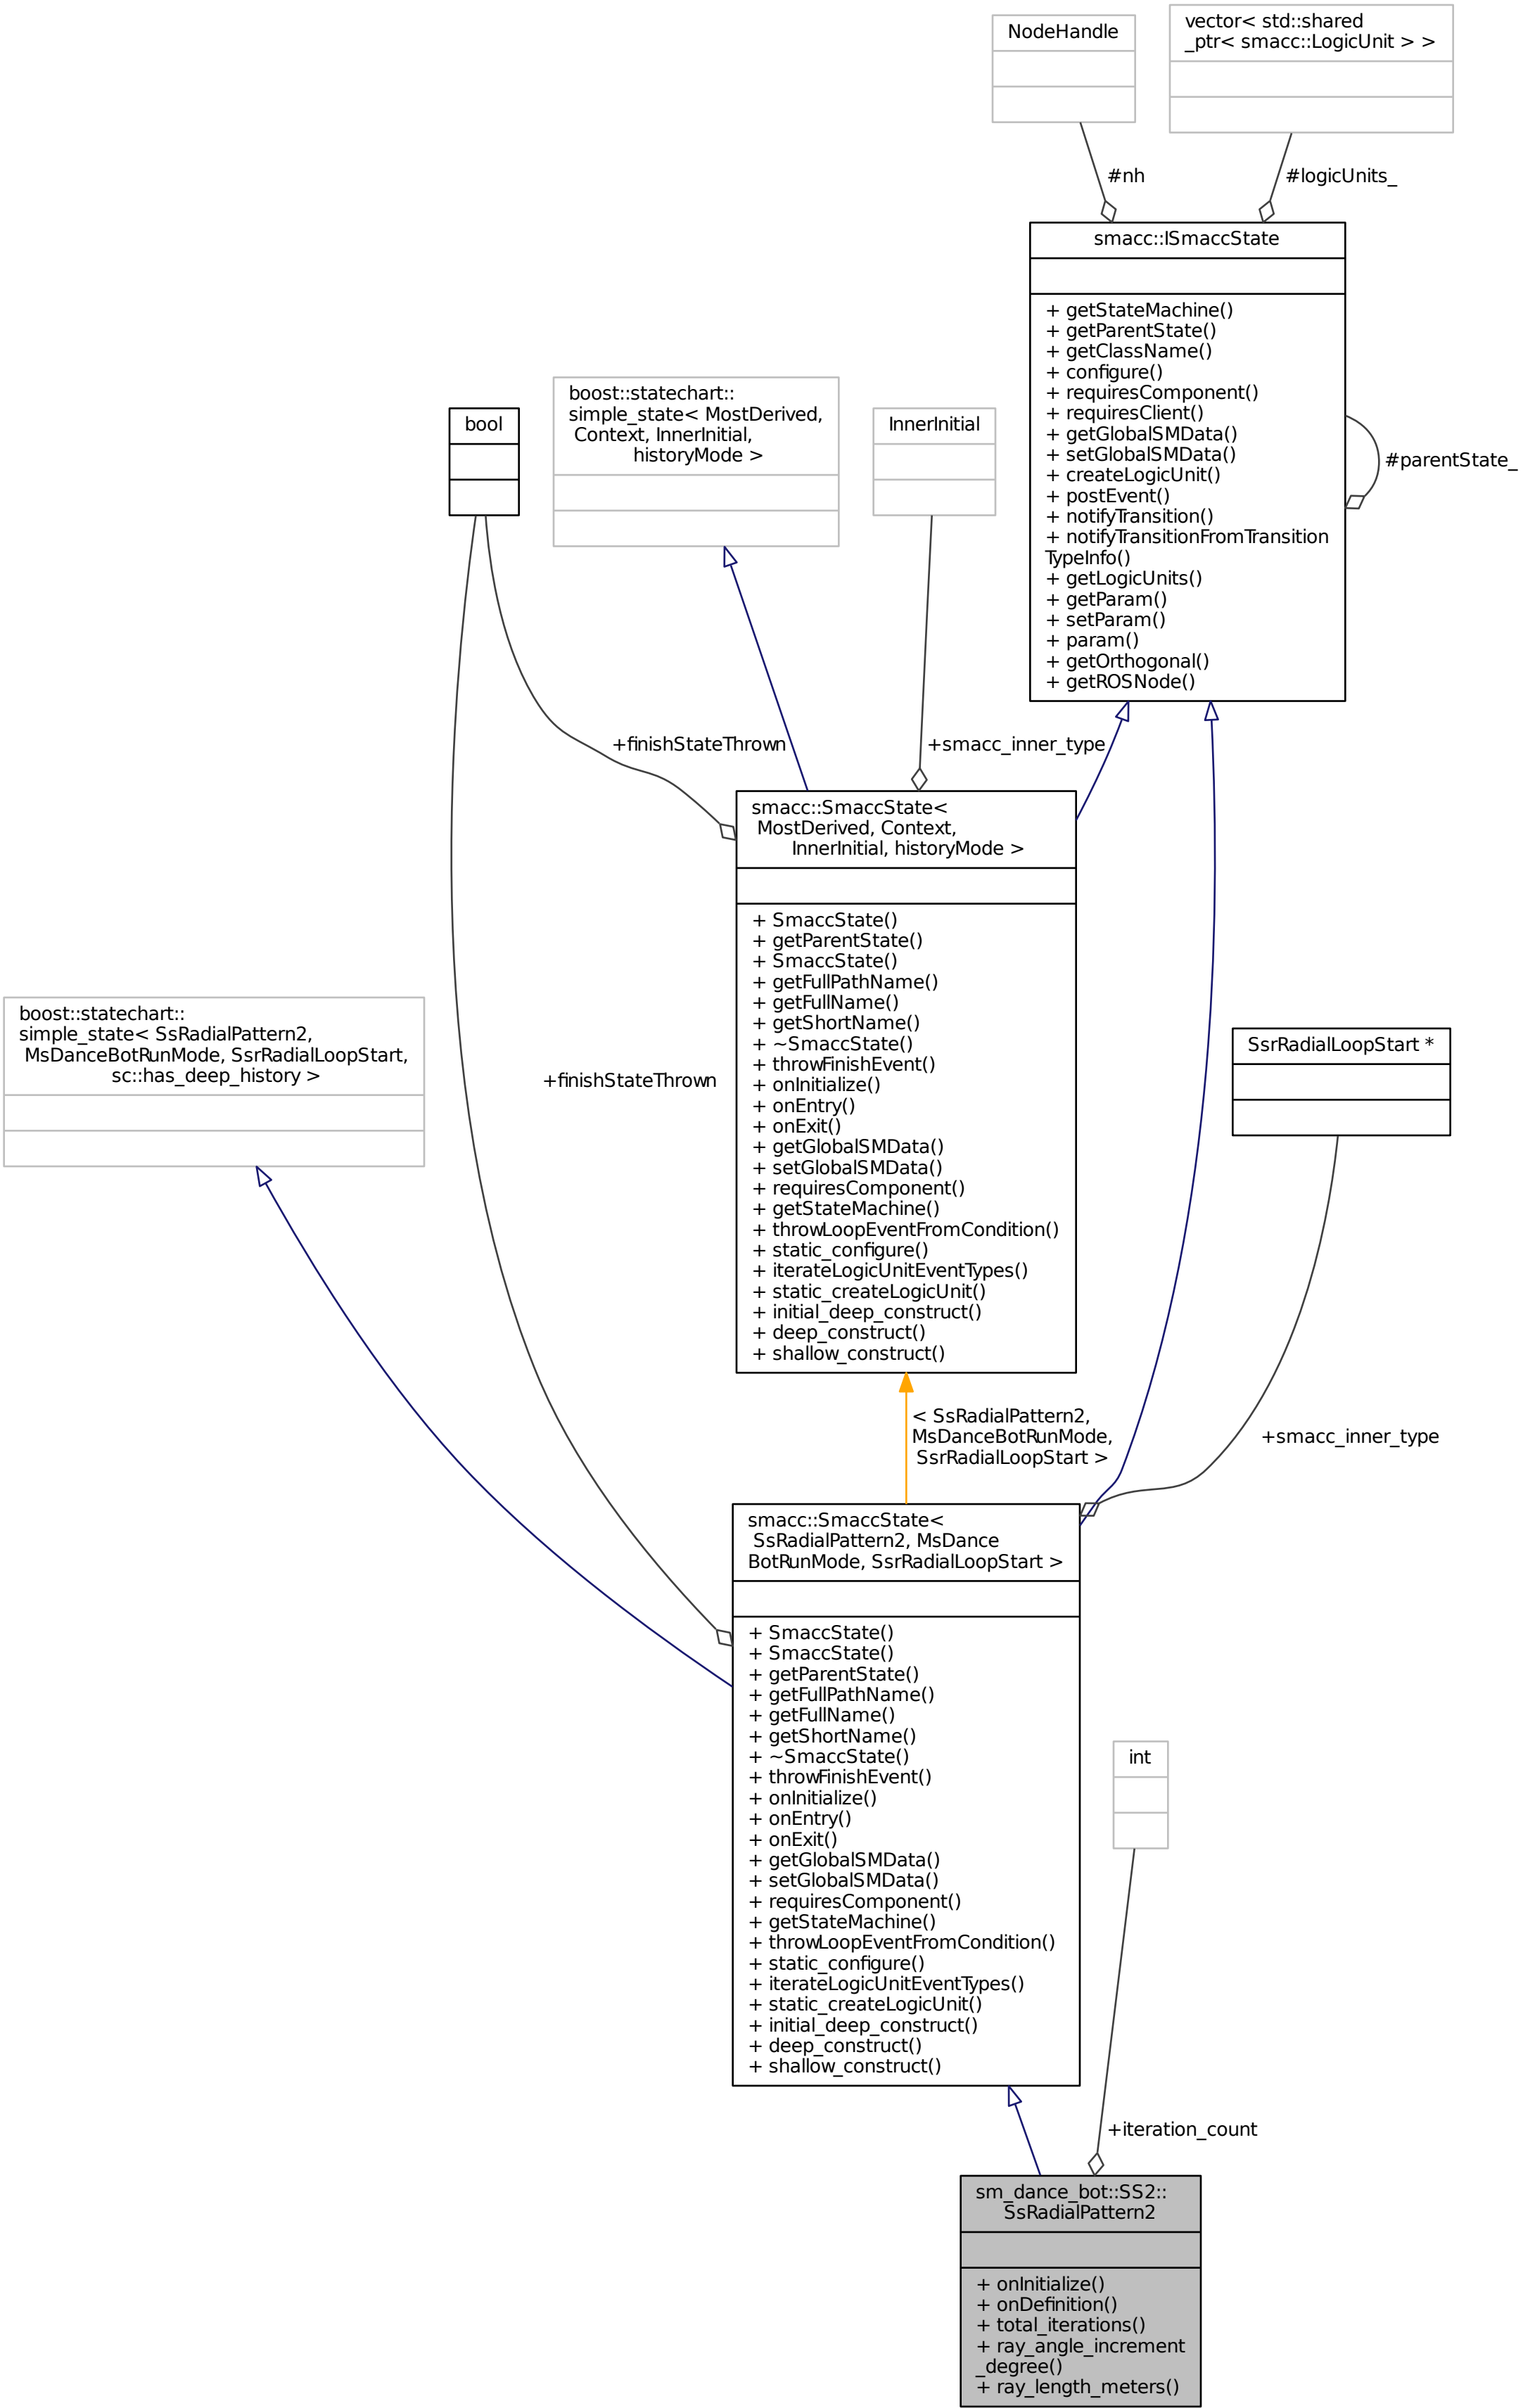 NodeHandle
vector< std::shared
_ptr< smacc::LogicUnit > >
#nh
#logicUnits_
smacc::ISmaccState
+ getStateMachine()
+ getParentState()
+ getClassName()
+ configure()
+ requiresComponent()
+ requiresClient()
+ getGlobalSMData()
+ setGlobalSMData()
+ createLogicUnit()
+ postEvent()
+ notifyTransition()
+ notifyTransitionFromTransition
TypeInfo()
+ getLogicUnits()
+ getParam()
+ setParam()
+ param()
+ getOrthogonal()
+ getROSNode()
#parentState_
bool
boost::statechart::
simple_state< MostDerived,
Context, InnerInitial,
historyMode >
InnerInitial
+finishStateThrown
+smacc_inner_type
smacc::SmaccState<
MostDerived, Context,
InnerInitial, historyMode >
+ SmaccState()
+ getParentState()
+ SmaccState()
+ getFullPathName()
+ getFullName()
+ getShortName()
+ ~SmaccState()
+ throwFinishEvent()
+ onInitialize()
+ onEntry()
+ onExit()
+ getGlobalSMData()
+ setGlobalSMData()
+ requiresComponent()
+ getStateMachine()
+ throwLoopEventFromCondition()
+ static_configure()
+ iterateLogicUnitEventTypes()
+ static_createLogicUnit()
+ initial_deep_construct()
+ deep_construct()
+ shallow_construct()
boost::statechart::
simple_state< SsRadialPattern2,
MsDanceBotRunMode, SsrRadialLoopStart,
sc::has_deep_history >
+finishStateThrown
SsrRadialLoopStart *
< SsRadialPattern2,
MsDanceBotRunMode,
SsrRadialLoopStart >
+smacc_inner_type
smacc::SmaccState<
SsRadialPattern2, MsDance
BotRunMode, SsrRadialLoopStart >
+ SmaccState()
+ SmaccState()
+ getParentState()
+ getFullPathName()
+ getFullName()
+ getShortName()
+ ~SmaccState()
+ throwFinishEvent()
+ onInitialize()
+ onEntry()
+ onExit()
+ getGlobalSMData()
+ setGlobalSMData()
+ requiresComponent()
+ getStateMachine()
+ throwLoopEventFromCondition()
+ static_configure()
+ iterateLogicUnitEventTypes()
+ static_createLogicUnit()
+ initial_deep_construct()
+ deep_construct()
+ shallow_construct()
int
+iteration_count
sm_dance_bot::SS2::
SsRadialPattern2
+ onInitialize()
+ onDefinition()
+ total_iterations()
+ ray_angle_increment
_degree()
+ ray_length_meters()